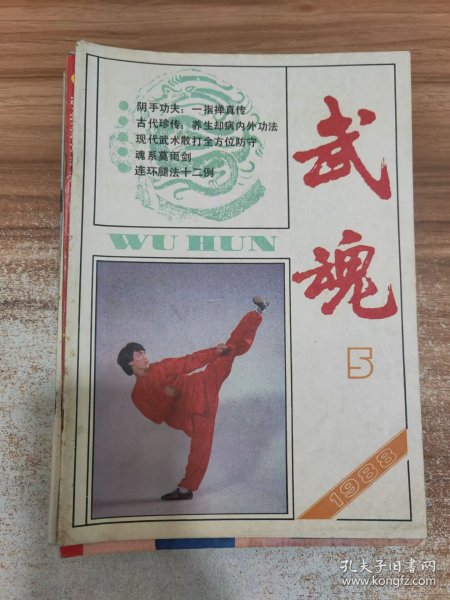 阴手功夫：一指禅真传
古代珍传：养生却病内外功法
现代武术散打全方位防守
魂系莫雨剑
连环腿法十二例
WU HUN
武魂
5
1988
孔夫子旧书网
www.kongfz.com